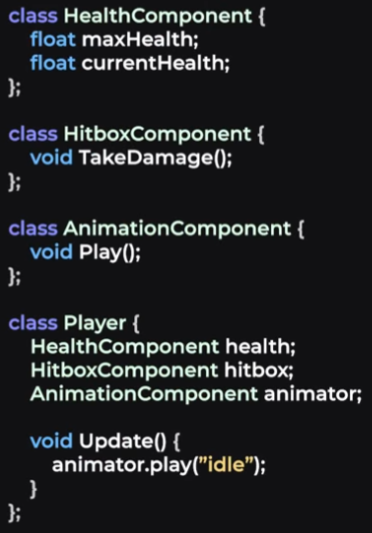 class HealthComponent {
float maxHealth;
float currentHealth;
};
class HitboxComponent {
void TakeDamage();
};
class AnimationComponent {
void Play();
};
class Player {
HealthComponent health;
HitboxComponent hitbox;
AnimationComponent animator;
void Update() {
animator.play(”idle”);
}
};